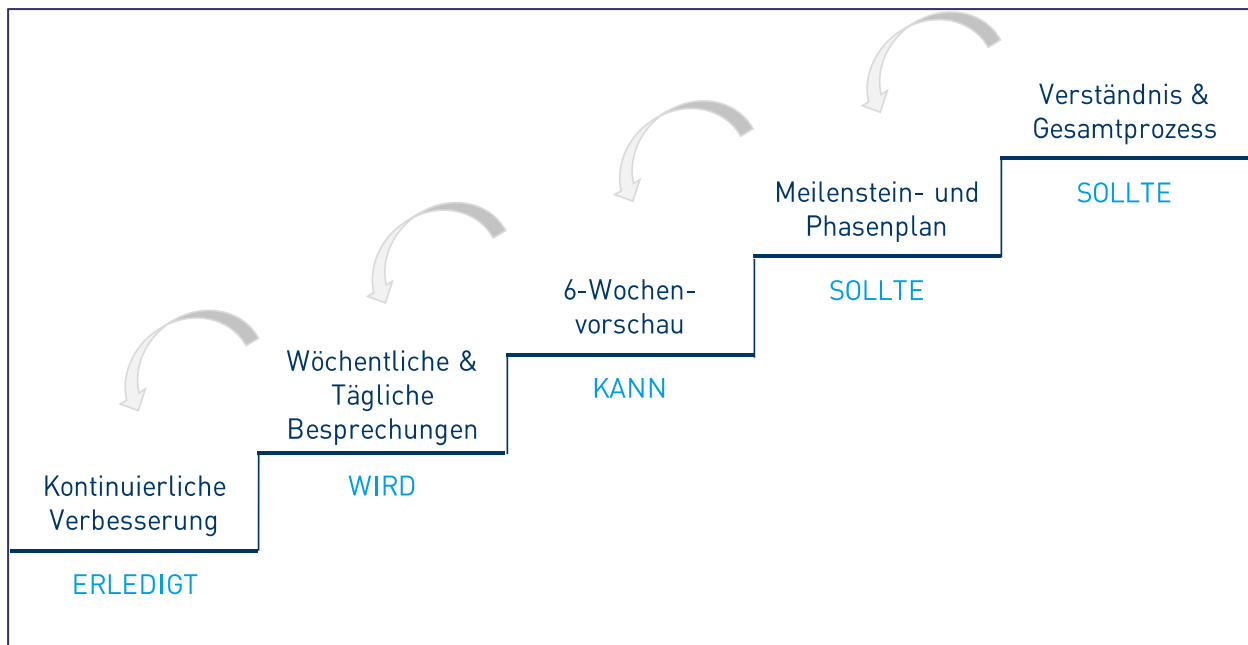 Verständnis &
Gesamtprozess
SOLLTE
Meilenstein- und
Phasenplan
SOLLTE
6-Wochen-
vorschau
KANN
Wöchentliche &
Tägliche
Besprechungen
WIRD
Kontinuierliche
Verbesserung
ERLEDIGT